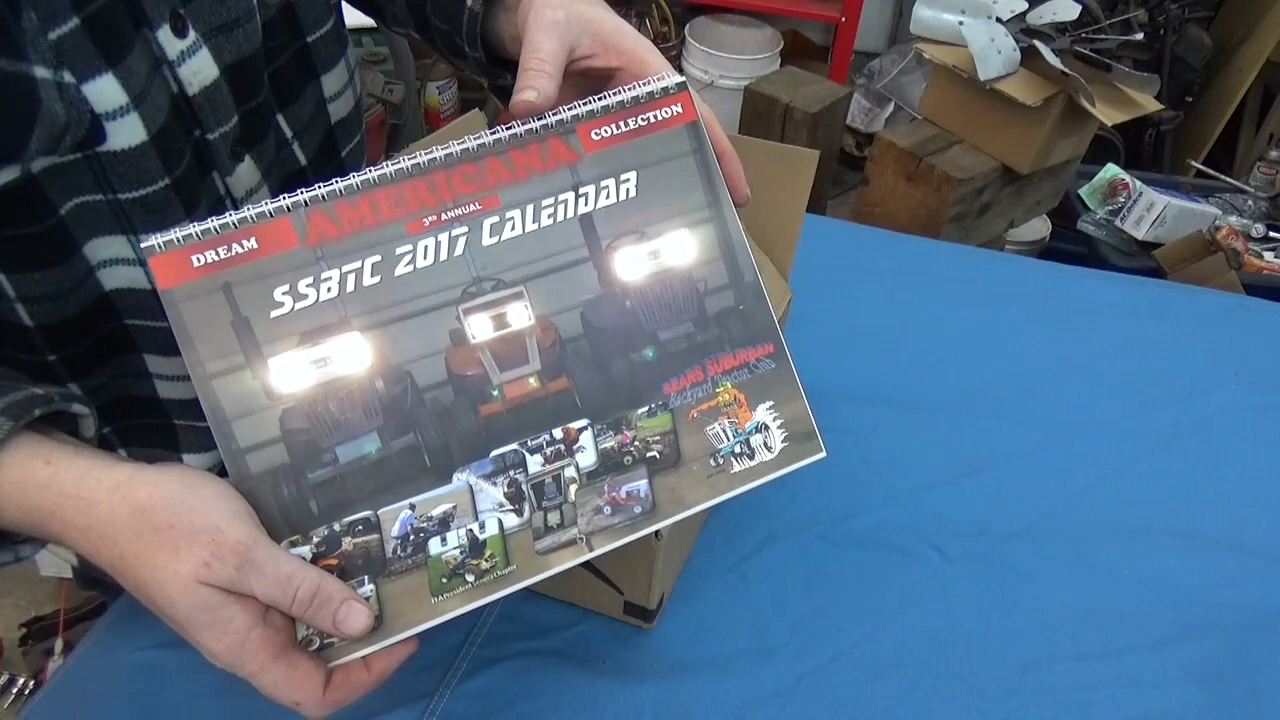 DREAM AMERICANA COLLECTION
3RD ANNUAL
SSBTC 2017 CALENDAR
SEARS SUBURBAN
Backyard Tractor Club